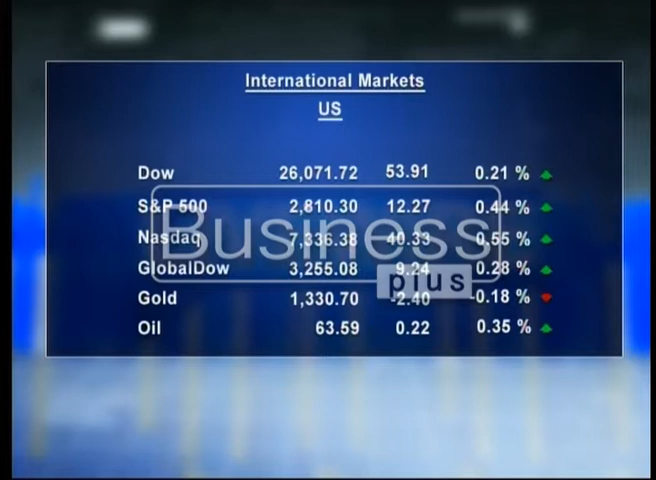 International Markets
US
Dow 26,071.72 53.91 0.21 %
S&P 500 2,810.30 12.27 0.44 %
Nasdaq 7,336.38 40.33 0.55 %
GlobalDow 3,255.08 9.24 0.28 %
Gold 1,330.70 -2.40 -0.18 %
Oil 63.59 0.22 0.35 %
Business
plus